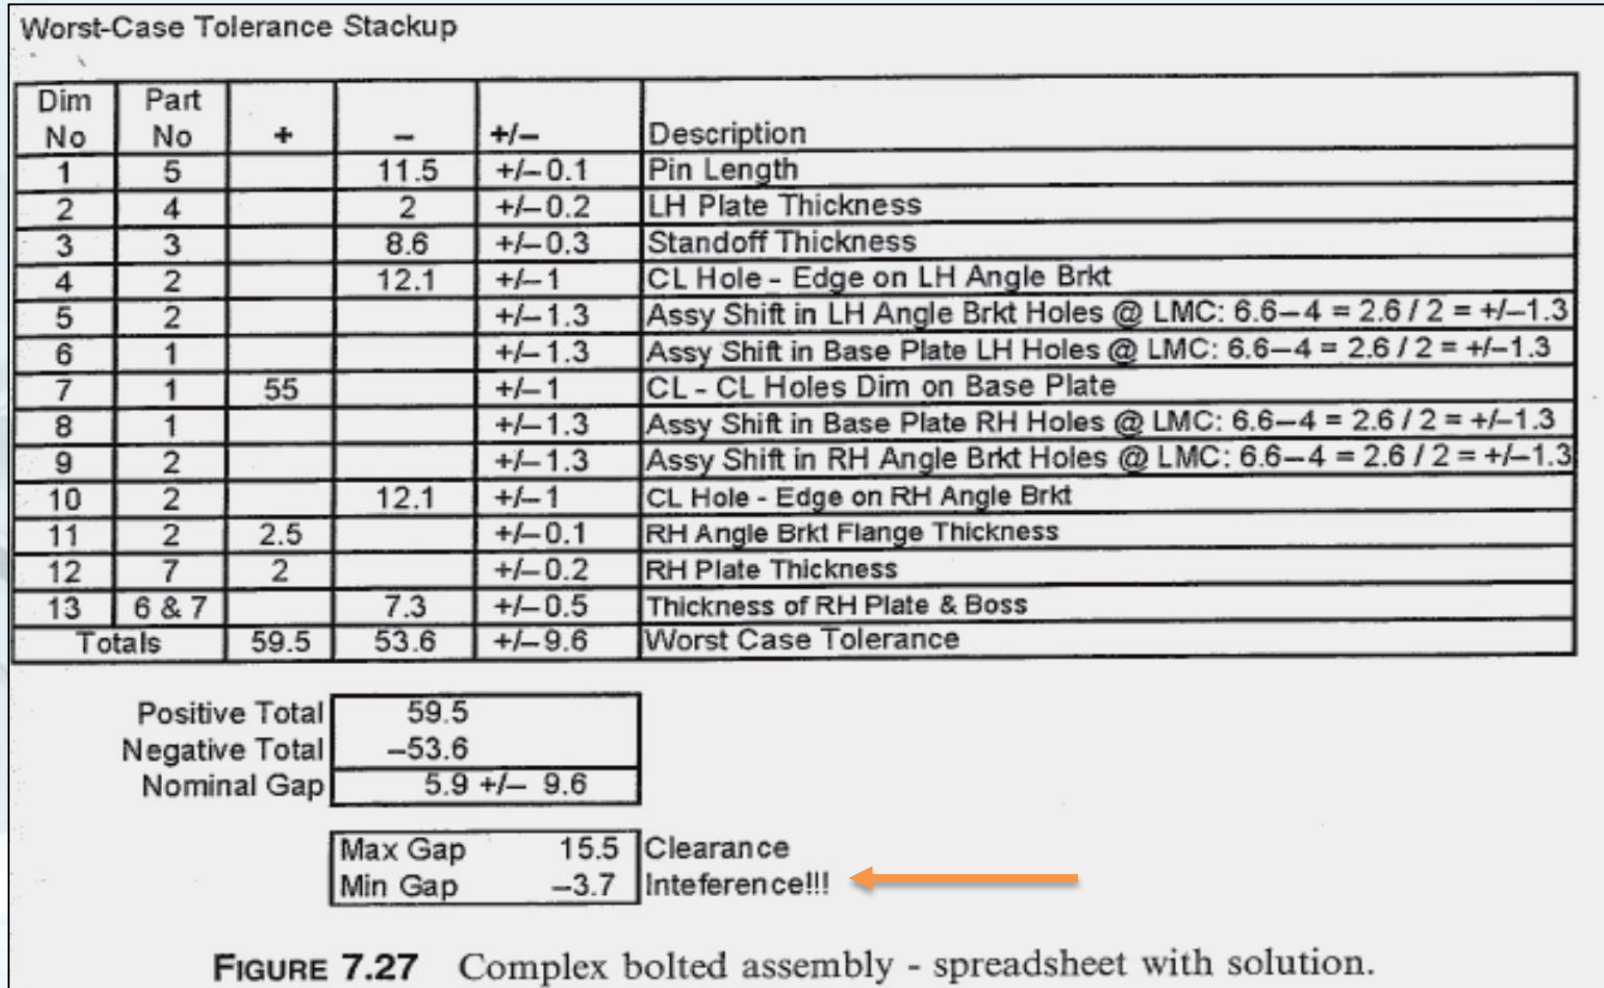 Worst-Case Tolerance Stackup
Dim No Part No + – +/– Description
1 5 11.5 +/–0.1 Pin Length
2 4 2 +/–0.2 LH Plate Thickness
3 3 8.6 +/–0.3 Standoff Thickness
4 2 12.1 +/–1 CL Hole - Edge on LH Angle Brkt
5 2 +/–1.3 Assy Shift in LH Angle Brkt Holes @ LMC: 6.6–4 = 2.6 / 2 = +/–1.3
6 1 +/–1.3 Assy Shift in Base Plate LH Holes @ LMC: 6.6–4 = 2.6 / 2 = +/–1.3
7 1 55 +/–1 CL - CL Holes Dim on Base Plate
8 1 +/–1.3 Assy Shift in Base Plate RH Holes @ LMC: 6.6–4 = 2.6 / 2 = +/–1.3
9 2 +/–1.3 Assy Shift in RH Angle Brkt Holes @ LMC: 6.6–4 = 2.6 / 2 = +/–1.3
10 2 12.1 +/–1 CL Hole - Edge on RH Angle Brkt
11 2 2.5 +/–0.1 RH Angle Brkt Flange Thickness
12 7 2 +/–0.2 RH Plate Thickness
13 6 & 7 7.3 +/–0.5 Thickness of RH Plate & Boss
Totals 59.5 53.6 +/–9.6 Worst Case Tolerance
Positive Total 59.5
Negative Total –53.6
Nominal Gap 5.9 +/– 9.6
Max Gap 15.5 Clearance
Min Gap –3.7 Inteference!!!
FIGURE 7.27 Complex bolted assembly - spreadsheet with solution.